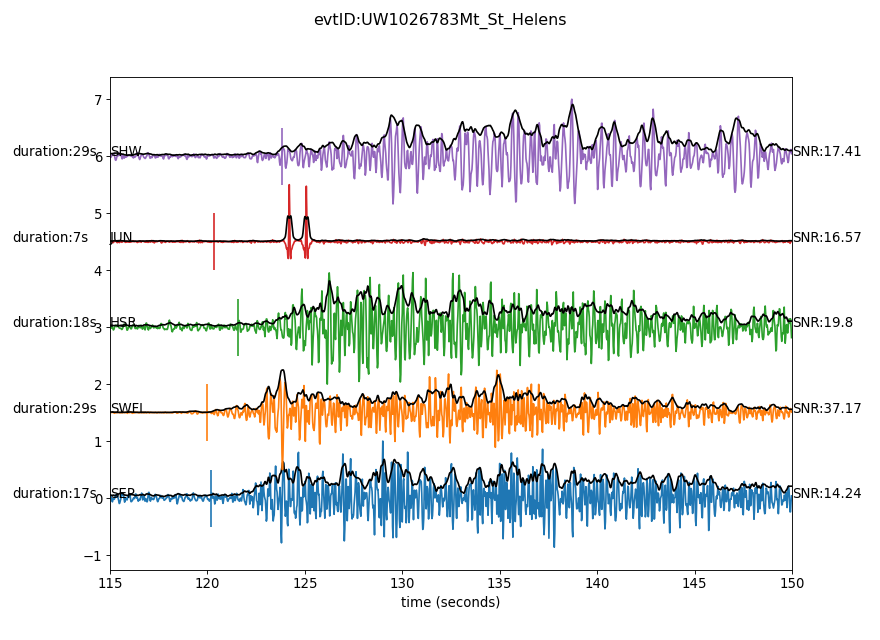 evtID:UW1026783Mt_St_Helens
7
duration:29s SHW 6 SNR:17.41
5
duration:7s JUN SNR:16.57
4
duration:18s 3 HSR SNR:19.8
2
duration:29s SWFL SNR:37.17
1
duration:17s 0 SEP SNR:14.24
−1
115 120 125 130 135 140 145 150
time (seconds)